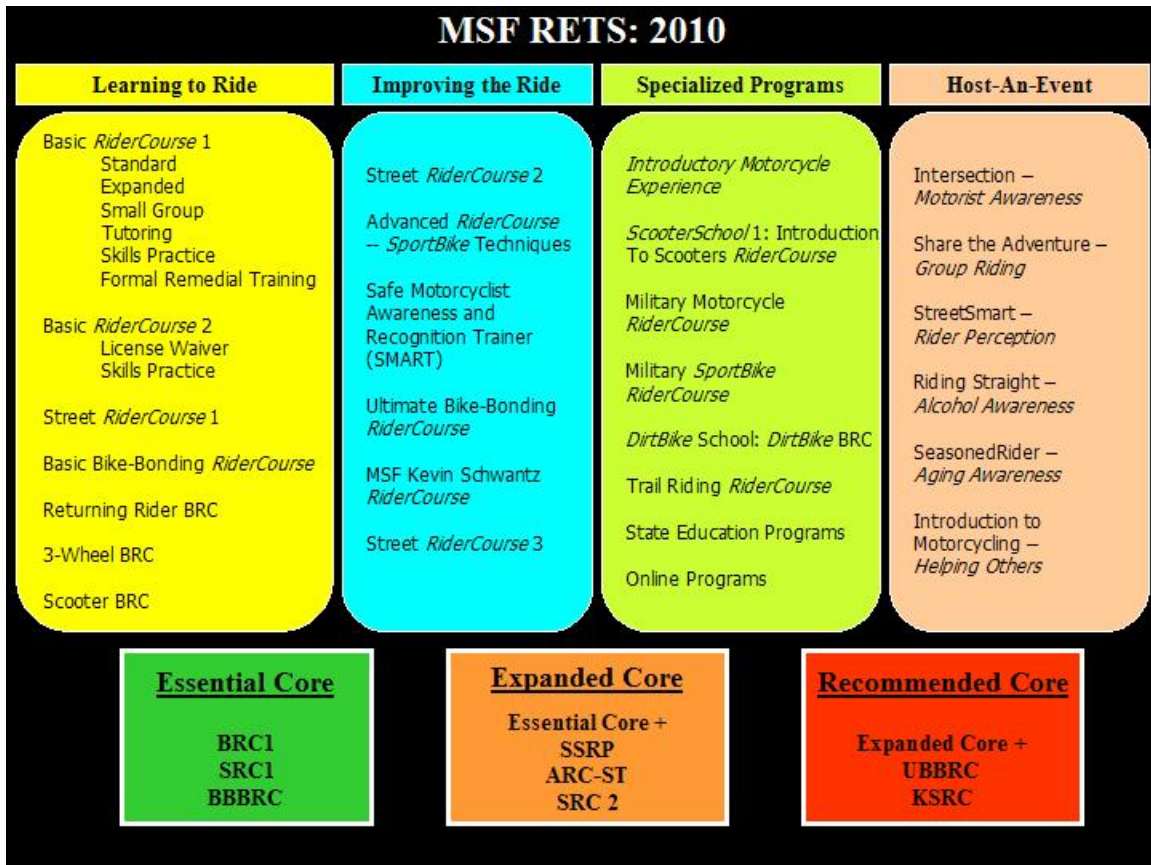 MSF RETS: 2010
Learning to Ride
Basic RiderCourse 1
Standard
Expanded
Small Group
Tutoring
Skills Practice
Formal Remedial Training
Basic RiderCourse 2
License Waiver
Skills Practice
Street RiderCourse 1
Basic Bike-Bonding RiderCourse
Returning Rider BRC
3-Wheel BRC
Scooter BRC
Improving the Ride
Street RiderCourse 2
Advanced RiderCourse
-- SportBike Techniques
Safe Motorcyclist
Awareness and
Recognition Trainer
(SMART)
Ultimate Bike-Bonding
RiderCourse
MSF Kevin Schwantz
RiderCourse
Street RiderCourse 3
Specialized Programs
Introductory Motorcycle
Experience
ScooterSchool 1: Introduction
To Scooters RiderCourse
Military Motorcycle
RiderCourse
Military SportBike
RiderCourse
DirtBike School: DirtBike BRC
Trail Riding RiderCourse
State Education Programs
Online Programs
Host-An-Event
Intersection –
Motorist Awareness
Share the Adventure –
Group Riding
StreetSmart –
Rider Perception
Riding Straight –
Alcohol Awareness
SeasonedRider –
Aging Awareness
Introduction to
Motorcycling –
Helping Others
Essential Core
BRC1
SRC1
BBBRC
Expanded Core
Essential Core +
SSRP
ARC-ST
SRC 2
Recommended Core
Expanded Core +
UBBRC
KSRC